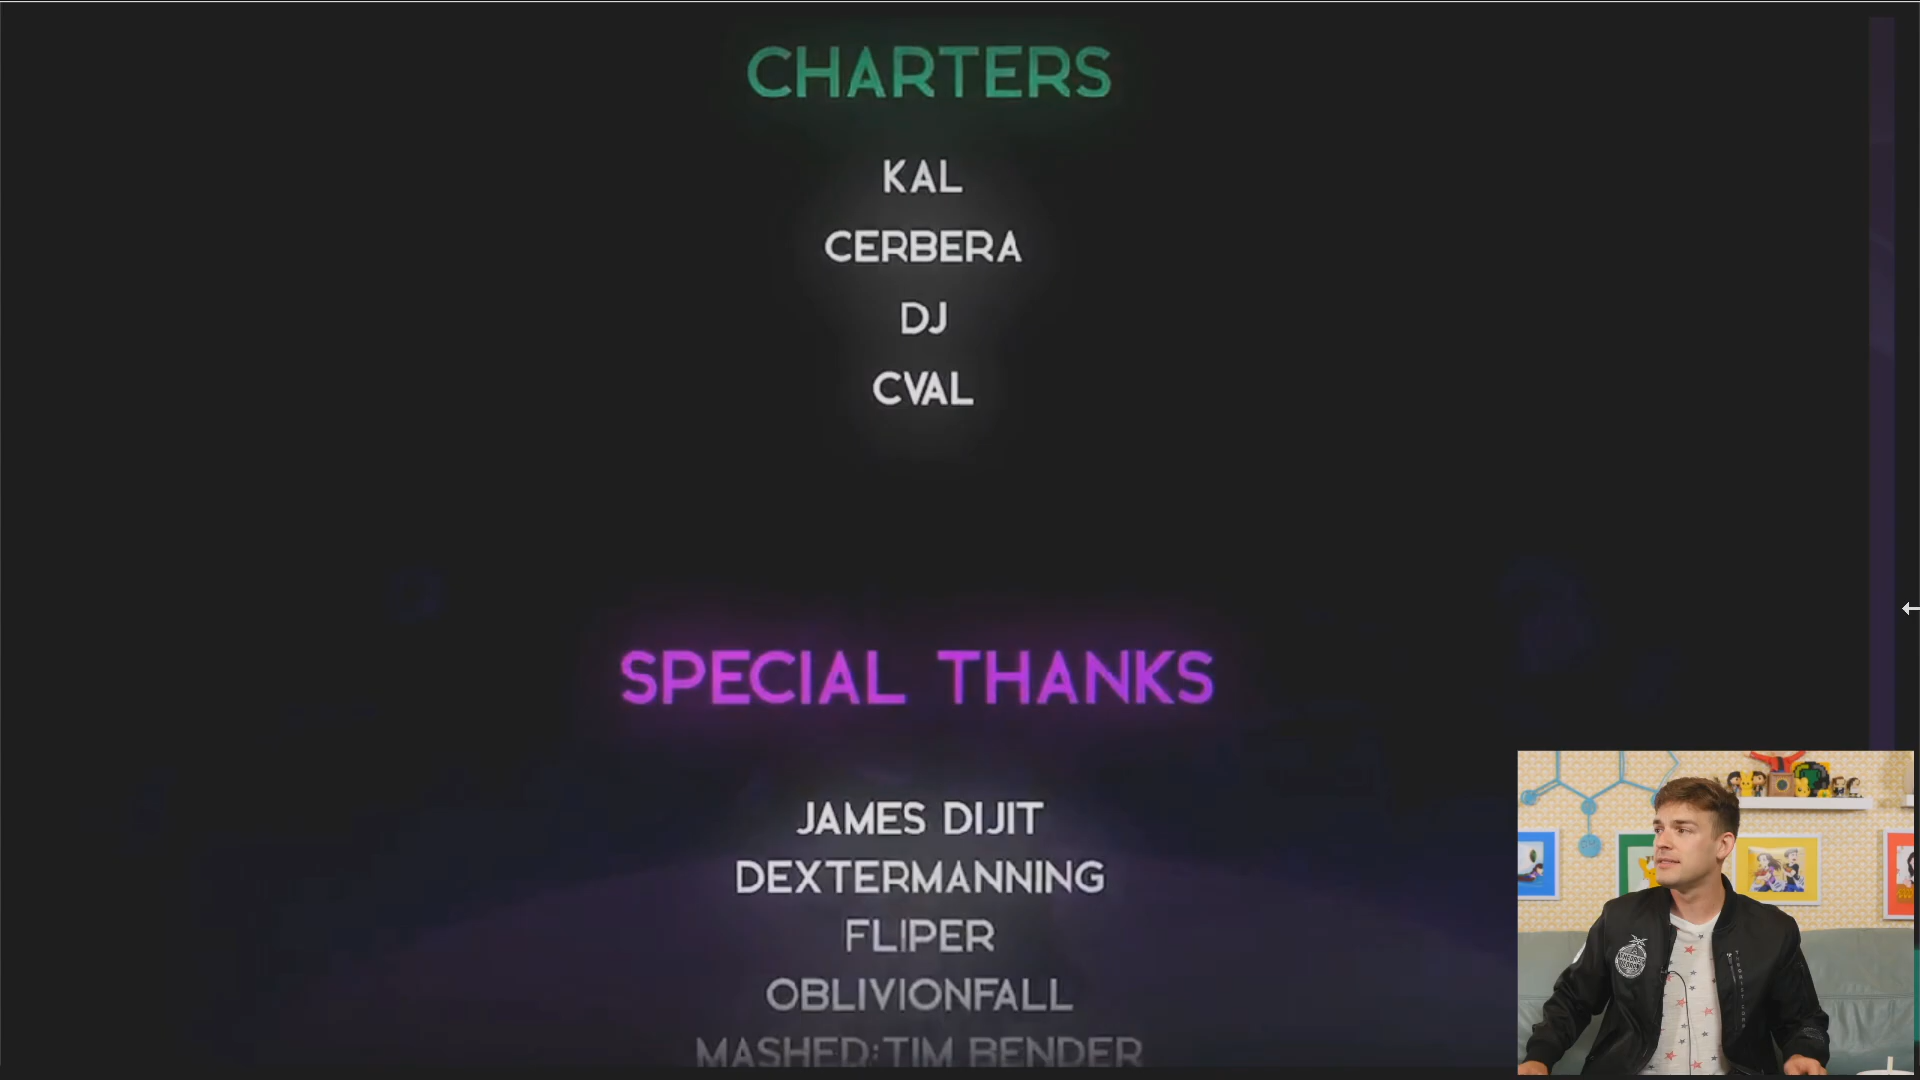 CHARTERS
KAL
CERBERA
DJ
CVAL
SPECIAL THANKS
JAMES DIJIT
DEXTERMANNING
FLIPER
OBLIVIONFALL
MASHED:TIM BENDER